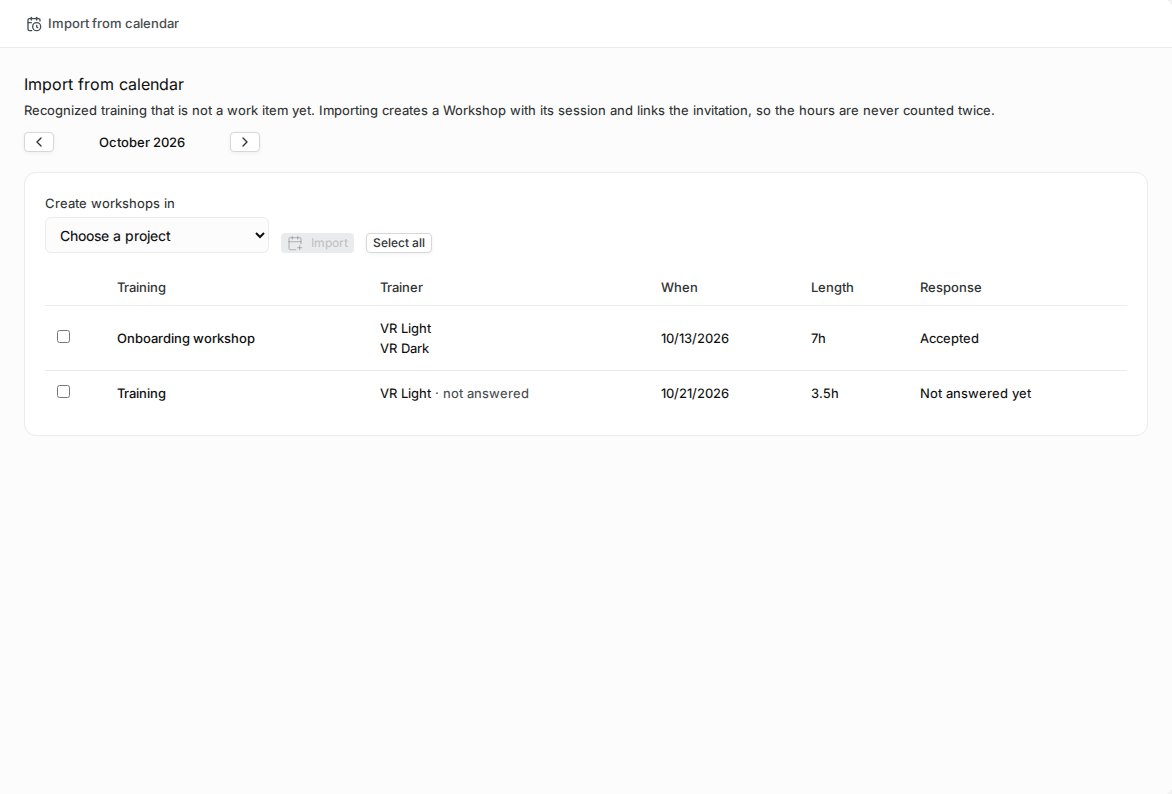 Import from calendar
Import from calendar
Recognized training that is not a work item yet. Importing creates a Workshop with its session and links the invitation, so the hours are never counted twice.
October 2026
Create workshops in
Choose a project
Import
Select all
Training Trainer When Length Response
Onboarding workshop VR Light VR Dark 10/13/2026 7h Accepted
Training VR Light · not answered 10/21/2026 3.5h Not answered yet